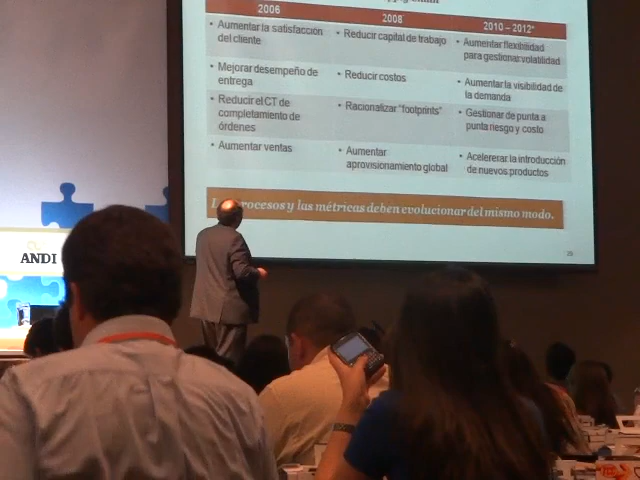 2006 2008 2010 – 2012*
• Aumentar la satisfacción
del cliente
• Reducir capital de trabajo
• Aumentar flexibilidad
para gestionar volatilidad
• Mejorar desempeño de
entrega
• Reducir costos
• Aumentar la visibilidad de
la demanda
• Reducir el CT de
completamiento de
órdenes
• Racionalizar "footprints"
• Gestionar de punta a
punta riesgo y costo
• Aumentar ventas
• Aumentar
aprovisionamiento global
• Acelererar la introducción
de nuevos productos
y las métricas deben evolucionar del mismo modo.
ANDI